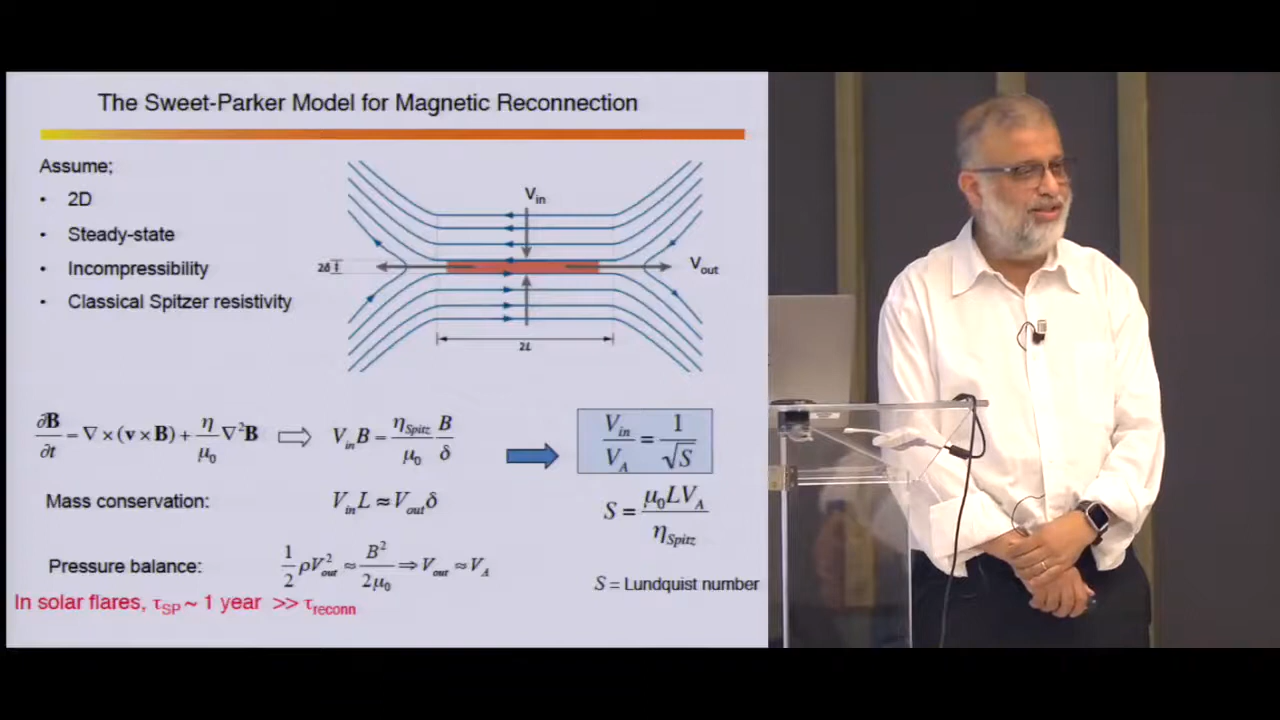 The Sweet-Parker Model for Magnetic Reconnection
Assume;
• 2D
• Steady-state
• Incompressibility
• Classical Spitzer resistivity
V_in
2δ
V_out
2L
∂B/∂t = ∇×(v×B) + η/μ₀ ∇²B ⇨ V_in B = η_Spitz/μ₀ B/δ
V_in/V_A = 1/√S
Mass conservation: V_in L ≈ V_out δ
S = μ₀LV_A/η_Spitz
Pressure balance: 1/2 ρV²_out ≈ B²/2μ₀ ⇒ V_out ≈ V_A
S = Lundquist number
In solar flares, τ_SP ~ 1 year >> τ_reconn